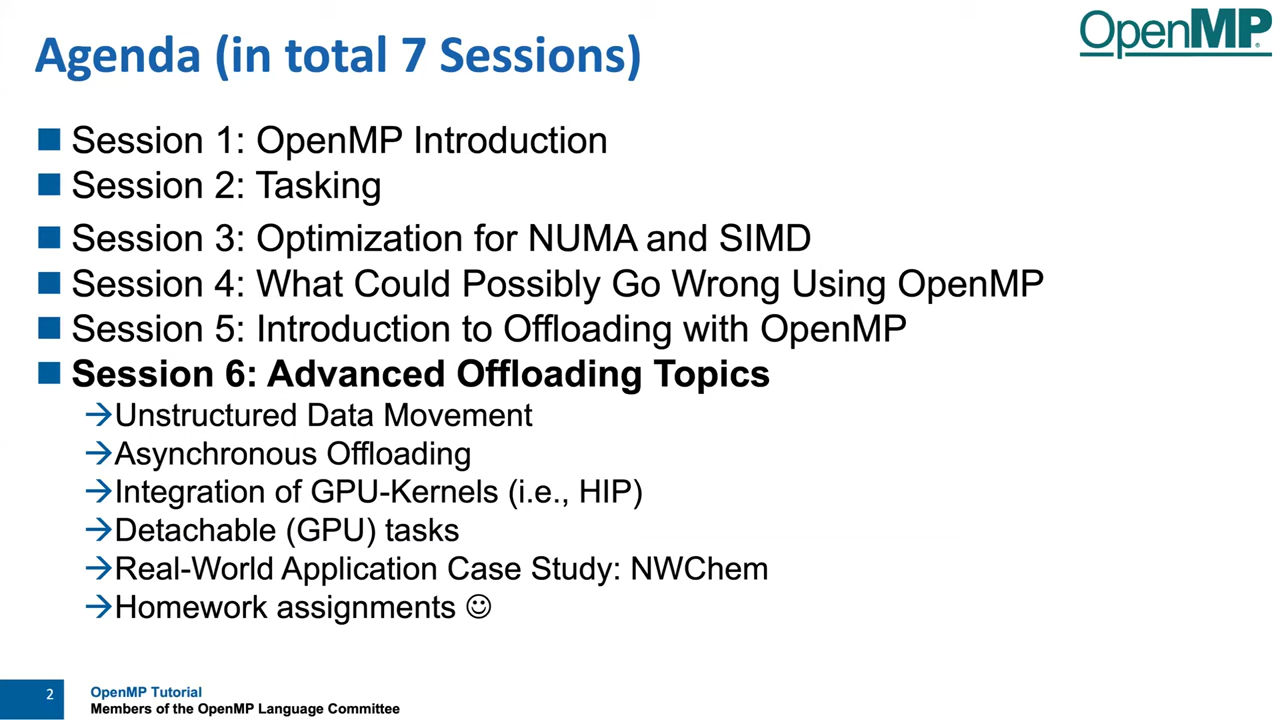 Agenda (in total 7 Sessions)
OpenMP
Session 1: OpenMP Introduction
Session 2: Tasking
Session 3: Optimization for NUMA and SIMD
Session 4: What Could Possibly Go Wrong Using OpenMP
Session 5: Introduction to Offloading with OpenMP
Session 6: Advanced Offloading Topics
→Unstructured Data Movement
→Asynchronous Offloading
→Integration of GPU-Kernels (i.e., HIP)
→Detachable (GPU) tasks
→Real-World Application Case Study: NWChem
→Homework assignments ☺
2
OpenMP Tutorial
Members of the OpenMP Language Committee